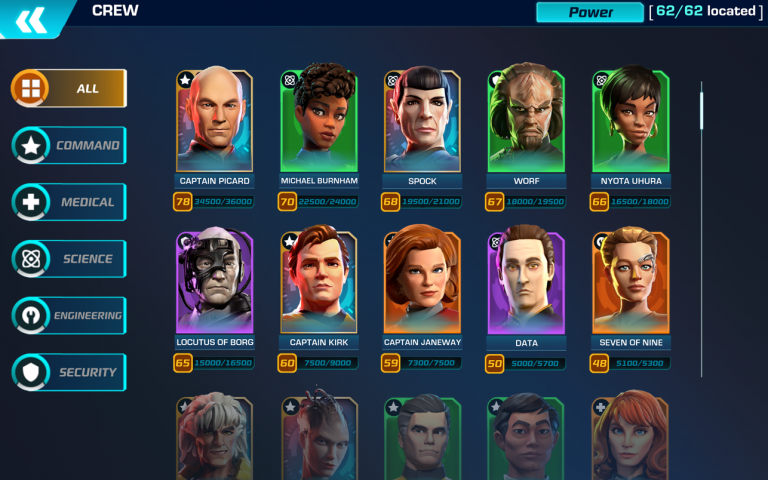 CREW
Power
[ 62/62 located ]
ALL
COMMAND
MEDICAL
SCIENCE
ENGINEERING
SECURITY
CAPTAIN PICARD
MICHAEL BURNHAM
SPOCK
WORF
NYOTA UHURA
78 34500/36000
70 22500/24000
68 19500/21000
67 18000/19500
66 16500/18000
LOCUTUS OF BORG
CAPTAIN KIRK
CAPTAIN JANEWAY
DATA
SEVEN OF NINE
65 15000/16500
60 7500/9000
59 7300/7500
50 5000/5700
48 5100/5300